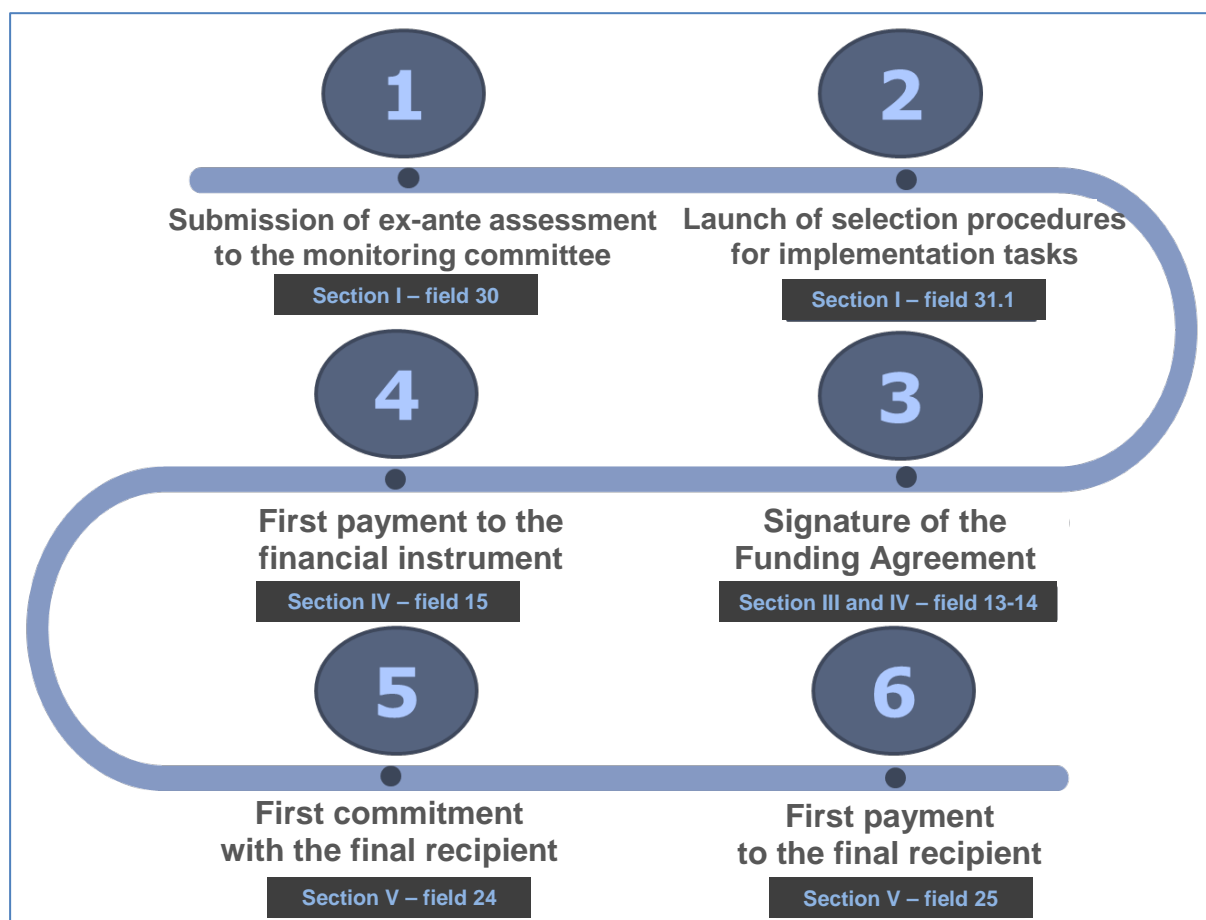 1
Submission of ex-ante assessment
to the monitoring committee
Section I – field 30
2
Launch of selection procedures
for implementation tasks
Section I – field 31.1
3
Signature of the
Funding Agreement
Section III and IV – field 13-14
4
First payment to the
financial instrument
Section IV – field 15
5
First commitment
with the final recipient
Section V – field 24
6
First payment
to the final recipient
Section V – field 25